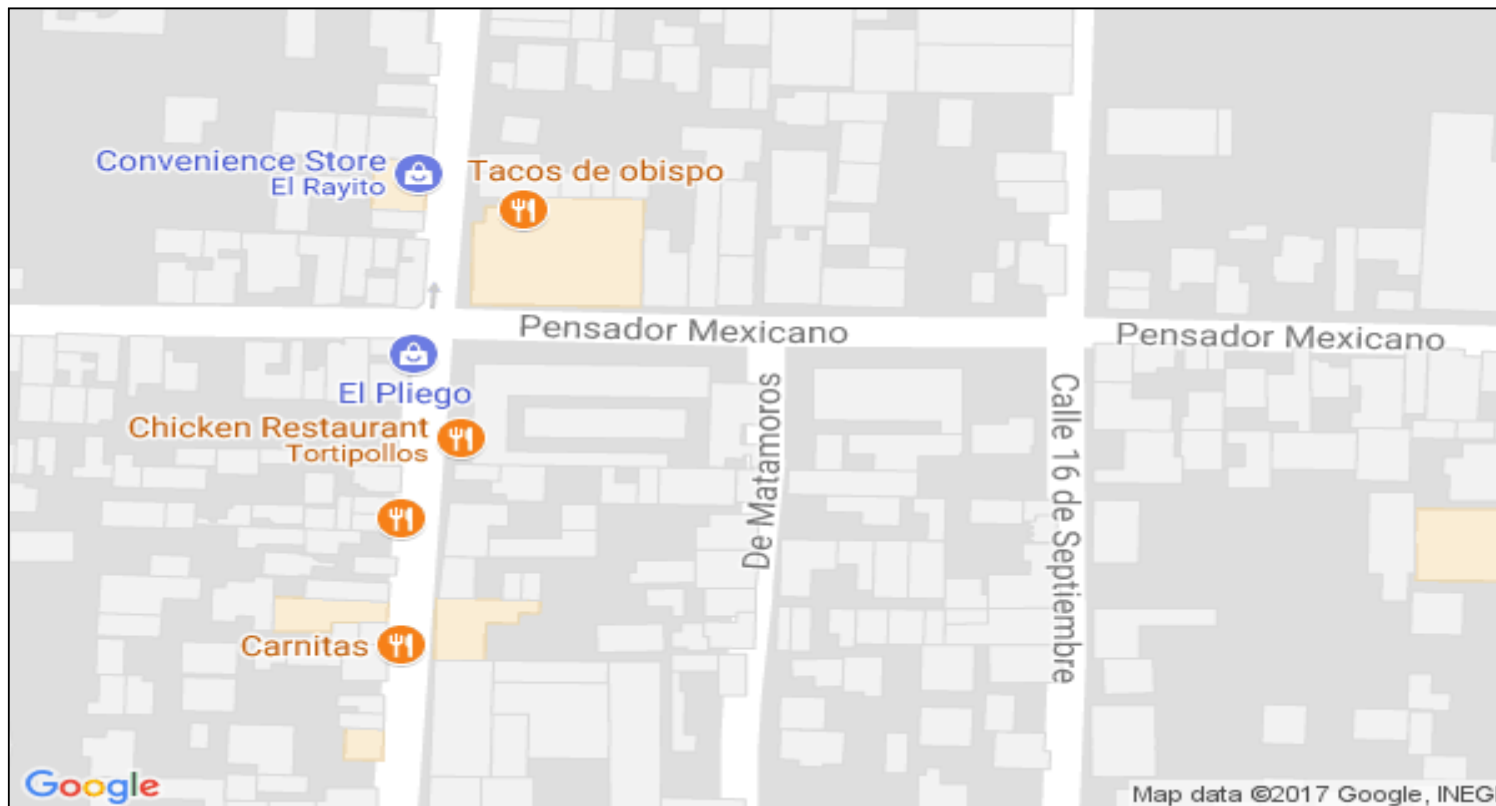 Convenience Store
El Rayito
Tacos de obispo
Pensador Mexicano
Pensador Mexicano
El Pliego
Chicken Restaurant
Tortipollos
De Matamoros
Calle 16 de Septiembre
Carnitas
Google
Map data ©2017 Google, INEGI